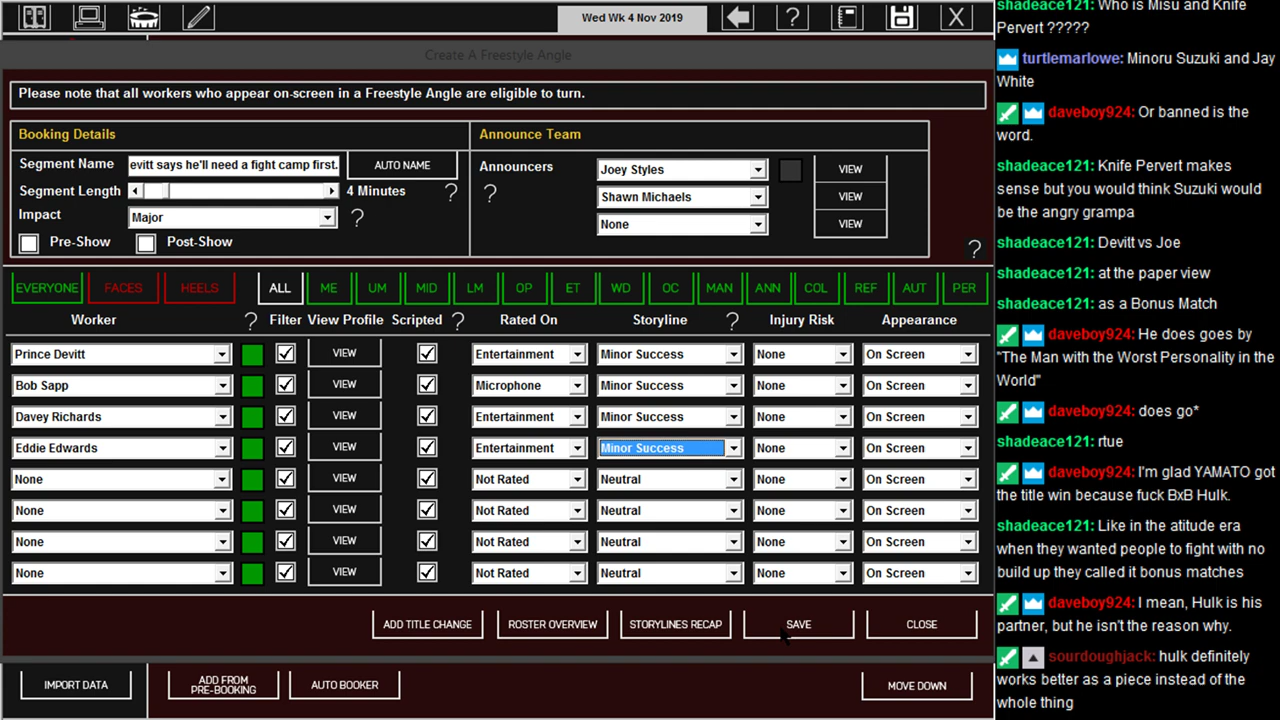 Wed Wk 4 Nov 2019
?
X
Create A Freestyle Angle
Please note that all workers who appear on-screen in a Freestyle Angle are eligible to turn.
Booking Details
Segment Name
evitt says he'll need a fight camp first.
AUTO NAME
Segment Length
4 Minutes
?
Impact
Major
?
Pre-Show
Post-Show
Announce Team
Announcers
?
Joey Styles
VIEW
Shawn Michaels
VIEW
None
VIEW
?
EVERYONE
FACES
HEELS
ALL
ME
UM
MID
LM
OP
ET
WD
OC
MAN
ANN
COL
REF
AUT
PER
Worker ? Filter View Profile Scripted ? Rated On Storyline ? Injury Risk Appearance
Prince Devitt VIEW Entertainment Minor Success None On Screen
Bob Sapp VIEW Microphone Minor Success None On Screen
Davey Richards VIEW Entertainment Minor Success None On Screen
Eddie Edwards VIEW Entertainment Minor Success None On Screen
None VIEW Not Rated Neutral None On Screen
None VIEW Not Rated Neutral None On Screen
None VIEW Not Rated Neutral None On Screen
None VIEW Not Rated Neutral None On Screen
ADD TITLE CHANGE
ROSTER OVERVIEW
STORYLINES RECAP
SAVE
CLOSE
IMPORT DATA
ADD FROM
PRE-BOOKING
AUTO BOOKER
MOVE DOWN
shadeace121: Who is Misu and Knife
Pervert ?????
turtlemarlowe: Minoru Suzuki and Jay
White
daveboy924: Or banned is the
word.
shadeace121: Knife Pervert makes
sense but you would think Suzuki would
be the angry grampa
shadeace121: Devitt vs Joe
shadeace121: at the paper view
shadeace121: as a Bonus Match
daveboy924: He does goes by
"The Man with the Worst Personality in the
World"
daveboy924: does go*
shadeace121: rtue
daveboy924: I'm glad YAMATO got
the title win because fuck BxB Hulk.
shadeace121: Like in the atitude era
when they wanted people to fight with no
build up they called it bonus matches
daveboy924: I mean, Hulk is his
partner, but he isn't the reason why.
sourdoughjack: hulk definitely
works better as a piece instead of the
whole thing